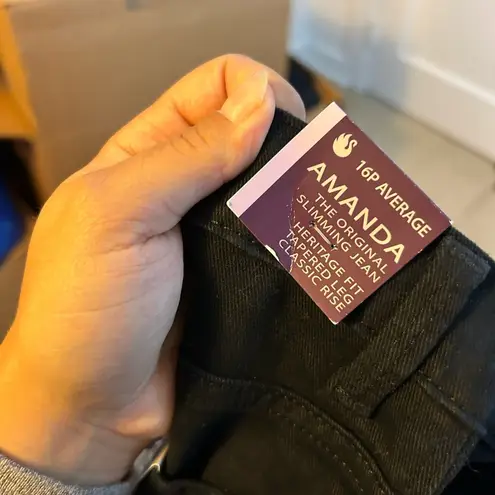 16P AVERAGE
AMANDA
THE ORIGINAL
SLIMMING JEAN
HERITAGE FIT
TAPERED LEG
CLASSIC RISE